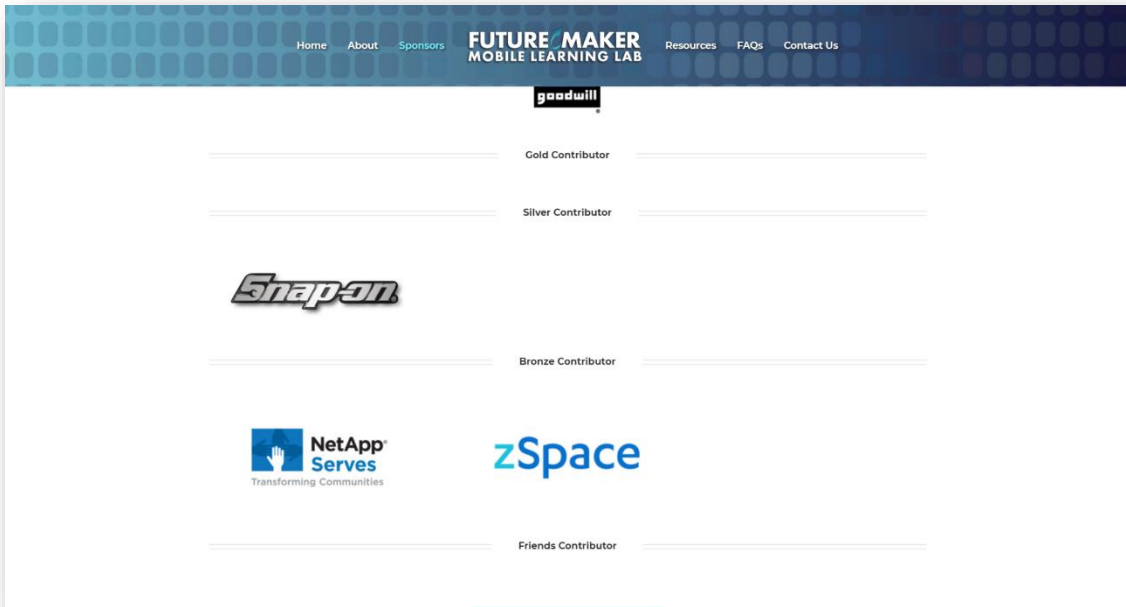 Home About Sponsors FUTURE MAKER MOBILE LEARNING LAB Resources FAQs Contact Us
goodwill
Gold Contributor
Silver Contributor
Snap-on
Bronze Contributor
NetApp®
Serves
Transforming Communities
zSpace
Friends Contributor